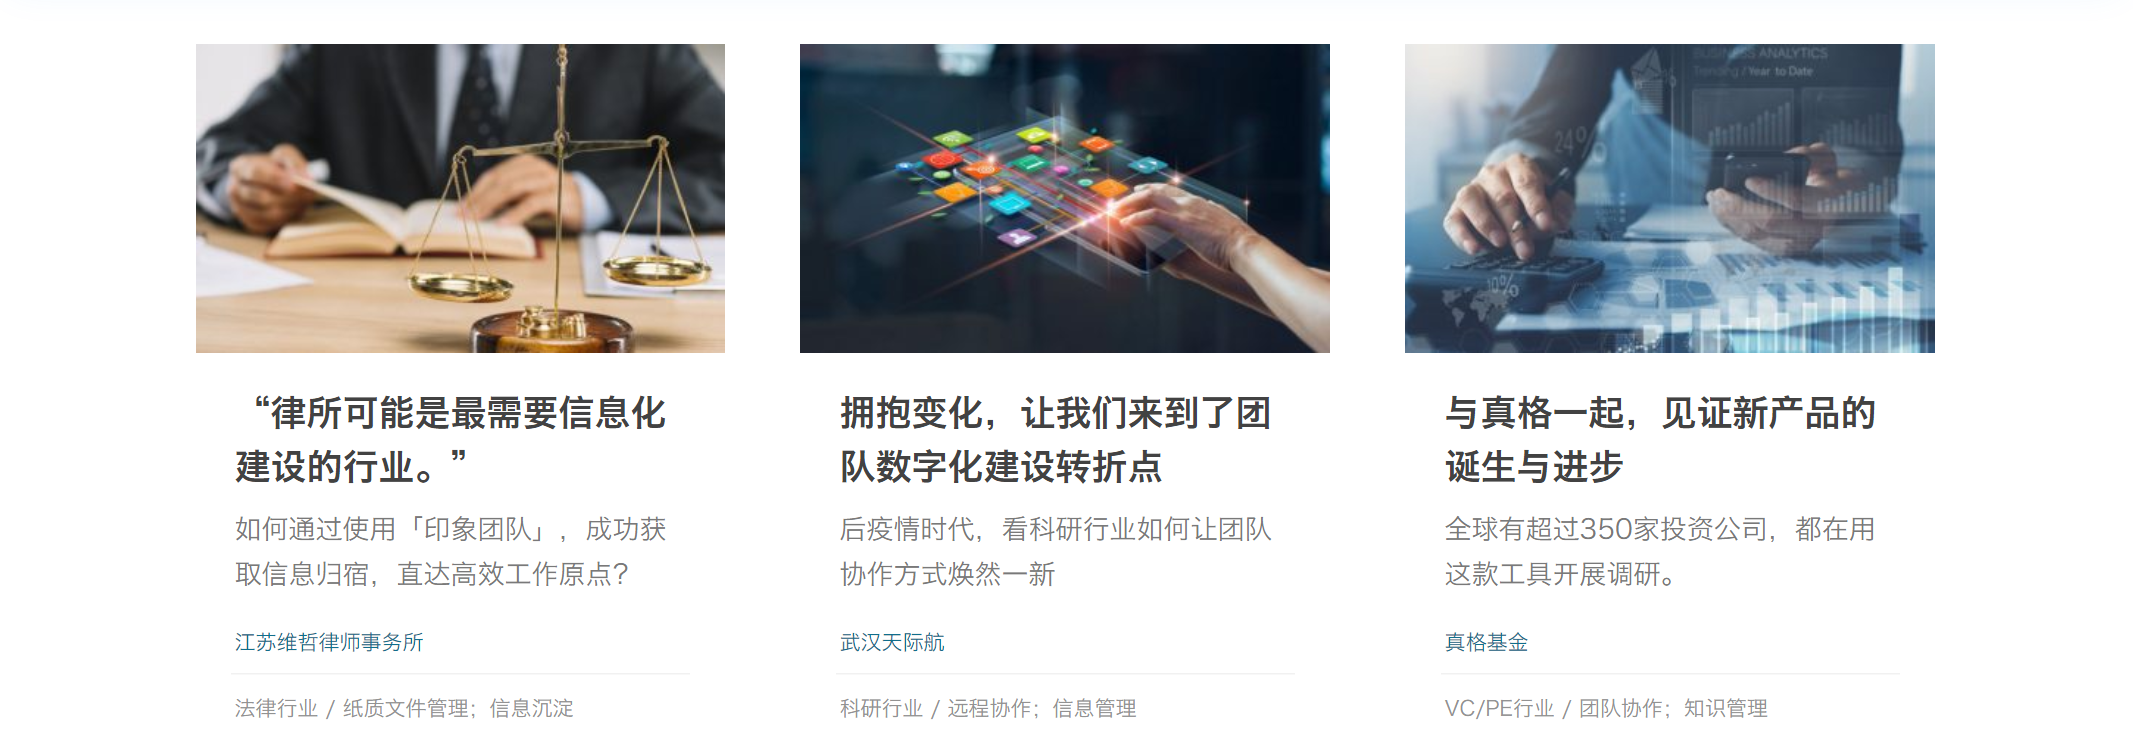 BUSINESS ANALYTICS
Trending / Year to Date
24%
10%
“律所可能是最需要信息化
建设的行业。”
如何通过使用「印象团队」，成功获
取信息归宿，直达高效工作原点？
江苏维哲律师事务所
法律行业 / 纸质文件管理；信息沉淀
拥抱变化，让我们来到了团
队数字化建设转折点
后疫情时代，看科研行业如何让团队
协作方式焕然一新
武汉天际航
科研行业 / 远程协作；信息管理
与真格一起，见证新产品的
诞生与进步
全球有超过350家投资公司，都在用
这款工具开展调研。
真格基金
VC/PE行业 / 团队协作；知识管理